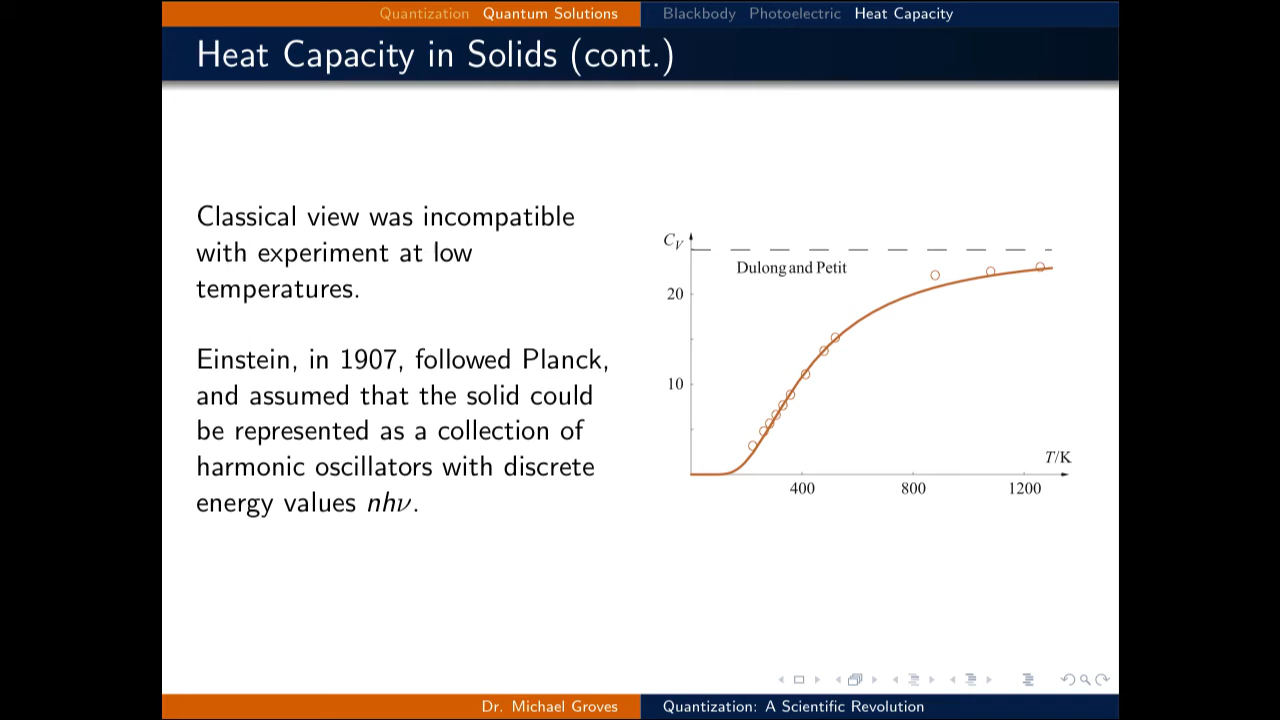 Quantization Quantum Solutions Blackbody Photoelectric Heat Capacity
Heat Capacity in Solids (cont.)
Classical view was incompatible
with experiment at low
temperatures.
Einstein, in 1907, followed Planck,
and assumed that the solid could
be represented as a collection of
harmonic oscillators with discrete
energy values nhν.
C_V
Dulong and Petit
20
10
T/K
400 800 1200
Dr. Michael Groves Quantization: A Scientific Revolution